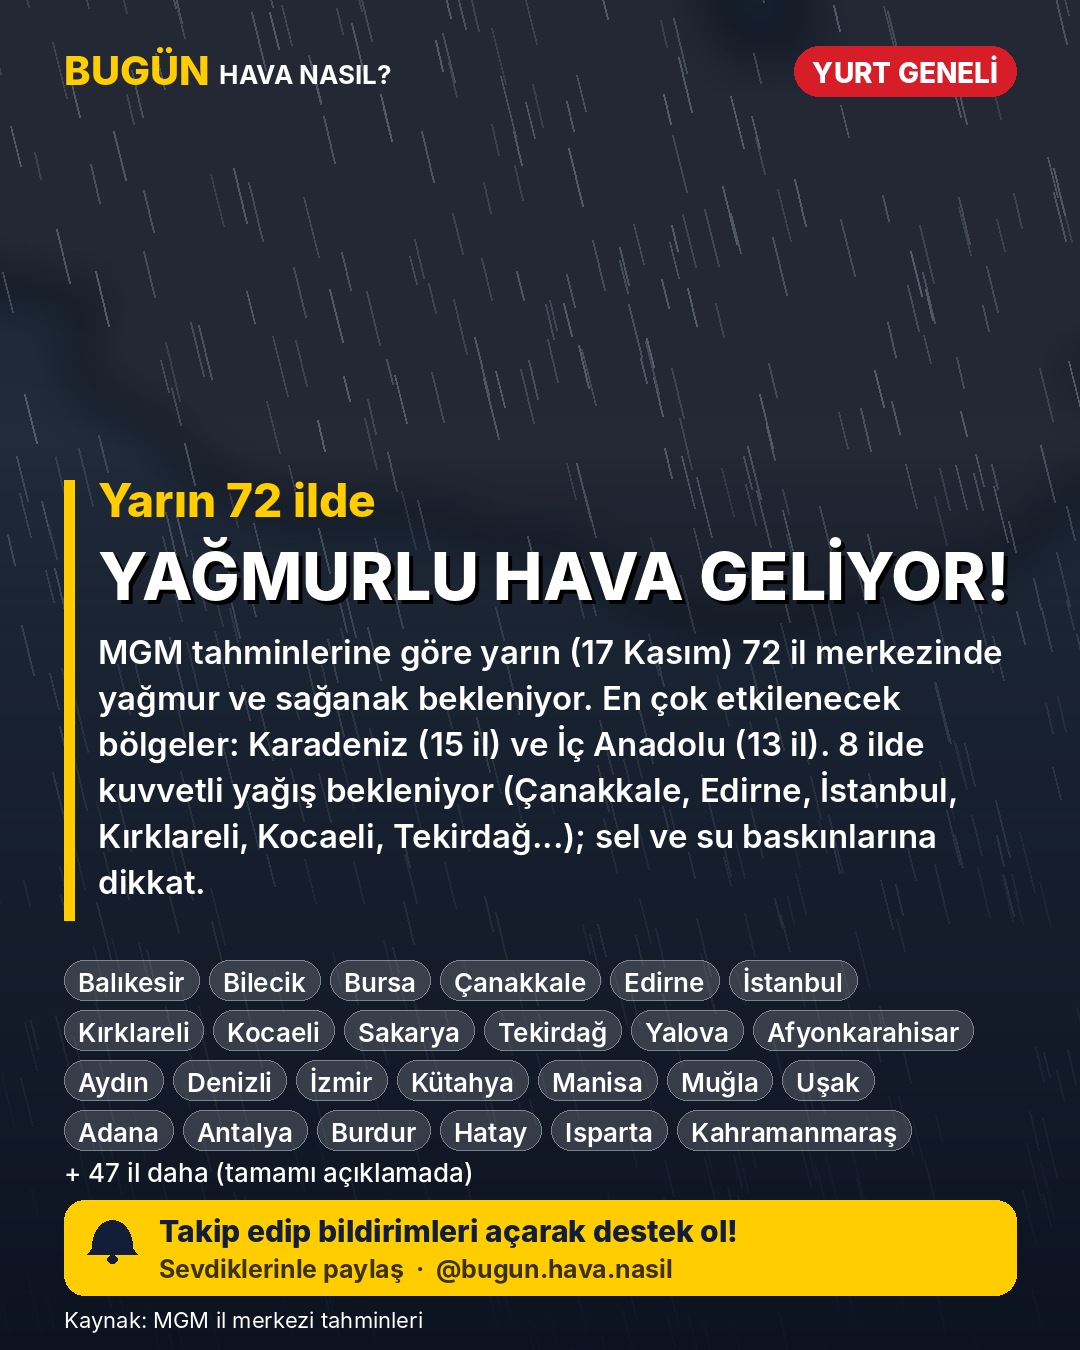 BUGÜN HAVA NASIL?
YURT GENELİ
Yarın 72 ilde
YAĞMURLU HAVA GELİYOR!
MGM tahminlerine göre yarın (17 Kasım) 72 il merkezinde
yağmur ve sağanak bekleniyor. En çok etkilenecek
bölgeler: Karadeniz (15 il) ve İç Anadolu (13 il). 8 ilde
kuvvetli yağış bekleniyor (Çanakkale, Edirne, İstanbul,
Kırklareli, Kocaeli, Tekirdağ...); sel ve su baskınlarına
dikkat.
Balıkesir Bilecik Bursa Çanakkale Edirne İstanbul
Kırklareli Kocaeli Sakarya Tekirdağ Yalova Afyonkarahisar
Aydın Denizli İzmir Kütahya Manisa Muğla Uşak
Adana Antalya Burdur Hatay Isparta Kahramanmaraş
+ 47 il daha (tamamı açıklamada)
Takip edip bildirimleri açarak destek ol!
Sevdiklerinle paylaş · @bugun.hava.nasil
Kaynak: MGM il merkezi tahminleri